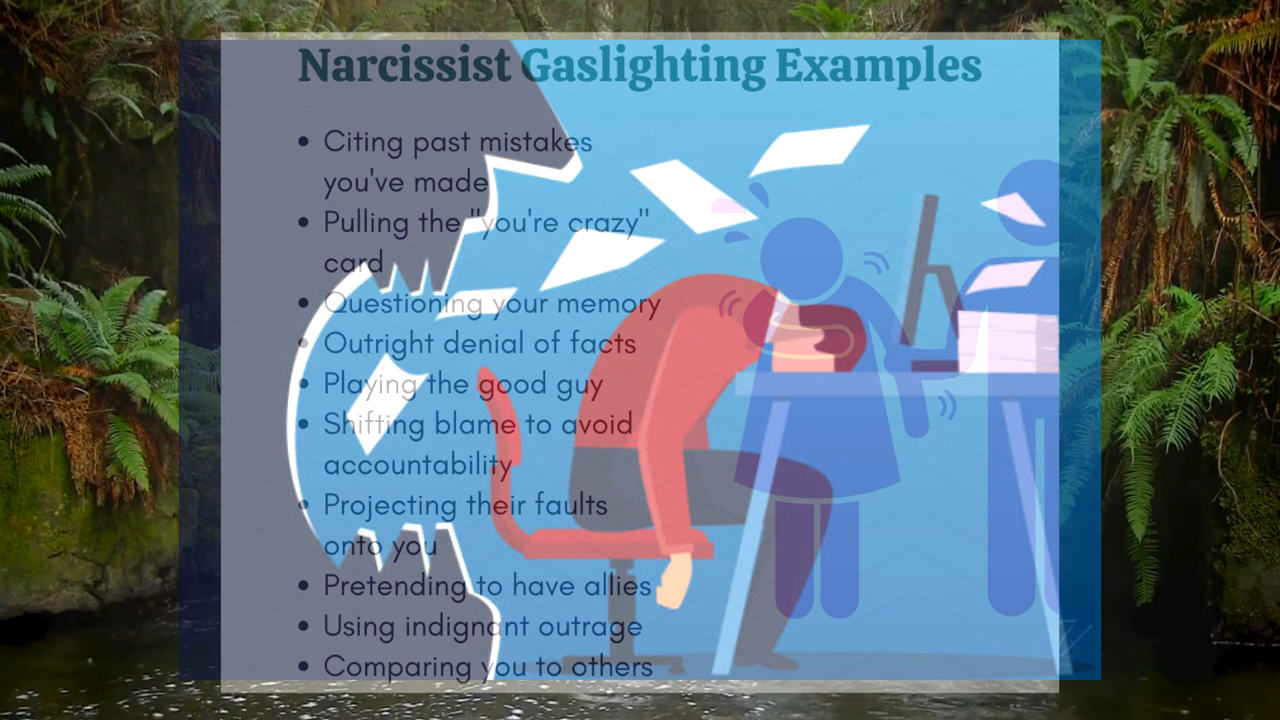 Narcissist Gaslighting Examples
• Citing past mistakes
you've made
• Pulling the "you're crazy"
card
• Questioning your memory
• Outright denial of facts
• Playing the good guy
• Shifting blame to avoid
accountability
• Projecting their faults
onto you
• Pretending to have allies
• Using indignant outrage
• Comparing you to others